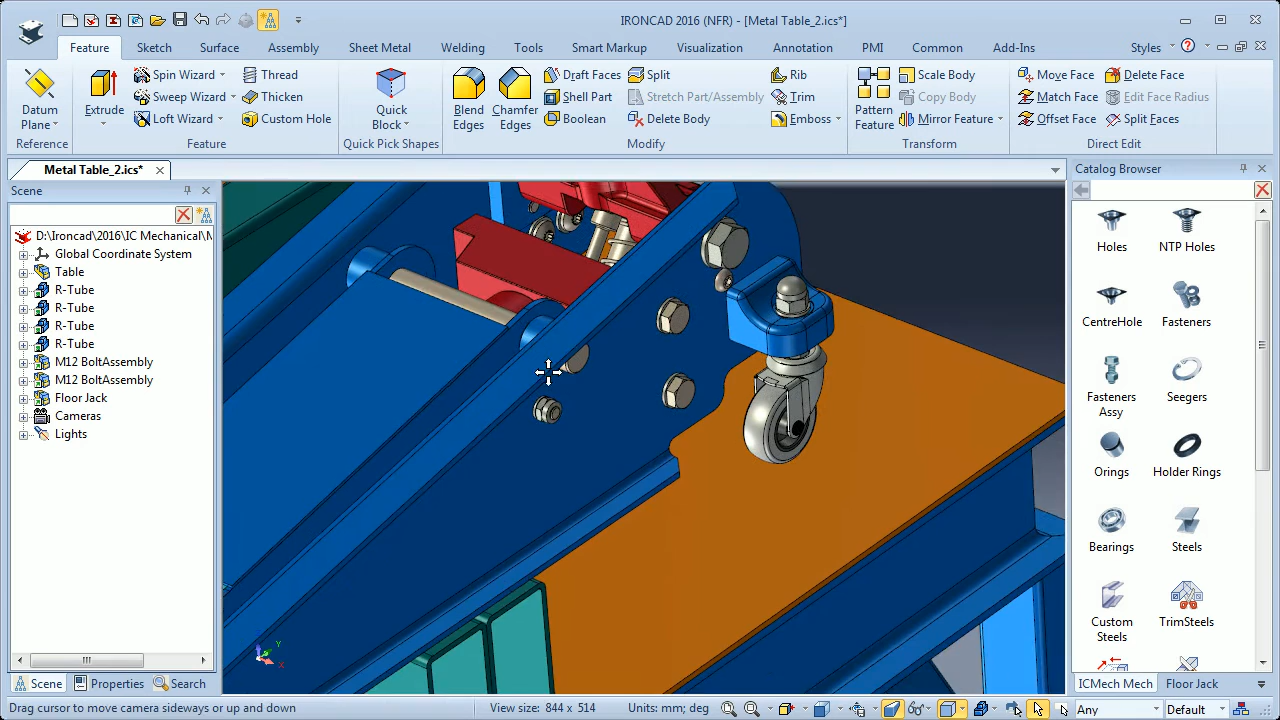 IRONCAD 2016 (NFR) - [Metal Table_2.ics*]
Feature Sketch Surface Assembly Sheet Metal Welding Tools Smart Markup Visualization Annotation PMI Common Add-Ins Styles
Datum Plane
Reference
Extrude
Spin Wizard
Sweep Wizard
Loft Wizard
Thread
Thicken
Custom Hole
Feature
Quick Block
Quick Pick Shapes
Blend Edges
Chamfer Edges
Draft Faces
Shell Part
Boolean
Split
Stretch Part/Assembly
Delete Body
Rib
Trim
Emboss
Modify
Pattern Feature
Scale Body
Copy Body
Mirror Feature
Transform
Move Face
Match Face
Offset Face
Delete Face
Edit Face Radius
Split Faces
Direct Edit
Metal Table_2.ics*
Scene
D:\Ironcad\2016\IC Mechanical\M
Global Coordinate System
Table
R-Tube
R-Tube
R-Tube
R-Tube
M12 BoltAssembly
M12 BoltAssembly
Floor Jack
Cameras
Lights
Scene Properties Search
Catalog Browser
Holes NTP Holes
CentreHole Fasteners
Fasteners Assy Seegers
Orings Holder Rings
Bearings Steels
Custom Steels TrimSteels
ICMech Mech Floor Jack
Drag cursor to move camera sideways or up and down
View size: 844 x 514
Units: mm; deg
Any
Default